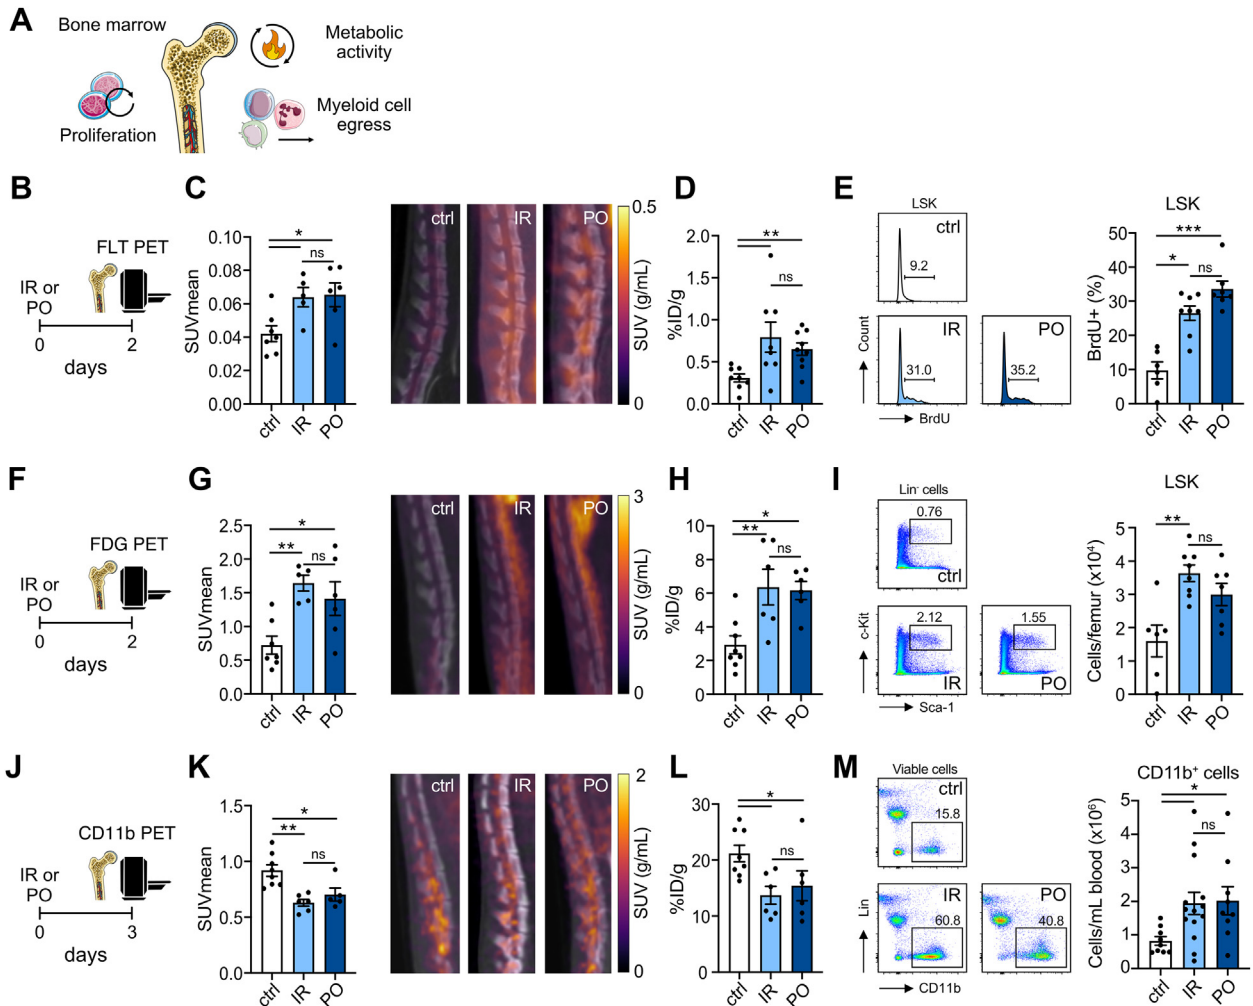 A
Bone marrow
Metabolic
activity
Proliferation
Myeloid cell
egress
B
FLT PET
IR or
PO
0
2
days
C
SUVmean
0.10
0.08
0.06
0.04
0.02
0.00
*
ns
ctrl
IR
PO
ctrl
IR
PO
0.5
SUV (g/mL)
0
D
%ID/g
2.0
1.5
1.0
0.5
0.0
**
ns
ctrl
IR
PO
E
LSK
ctrl
9.2
IR
31.0
PO
35.2
Count
BrdU
LSK
BrdU+ (%)
50
40
30
20
10
0
***
*
ns
ctrl
IR
PO
F
FDG PET
IR or
PO
0
2
days
G
SUVmean
2.5
2.0
1.5
1.0
0.5
0.0
*
**
ns
ctrl
IR
PO
ctrl
IR
PO
3
SUV (g/mL)
0
H
%ID/g
10
8
6
4
2
0
*
**
ns
ctrl
IR
PO
I
Lin- cells
0.76
ctrl
2.12
IR
1.55
PO
c-Kit
Sca-1
LSK
Cells/femur (x10⁴)
5
4
3
2
1
0
**
ns
ctrl
IR
PO
J
CD11b PET
IR or
PO
0
3
days
K
SUVmean
1.5
1.0
0.5
0.0
*
**
ns
ctrl
IR
PO
ctrl
IR
PO
2
SUV (g/mL)
0
L
%ID/g
30
20
10
0
*
ns
ctrl
IR
PO
M
Viable cells
ctrl
15.8
IR
60.8
PO
40.8
Lin
CD11b
CD11b⁺ cells
Cells/mL blood (x10⁶)
5
4
3
2
1
0
*
ns
ctrl
IR
PO